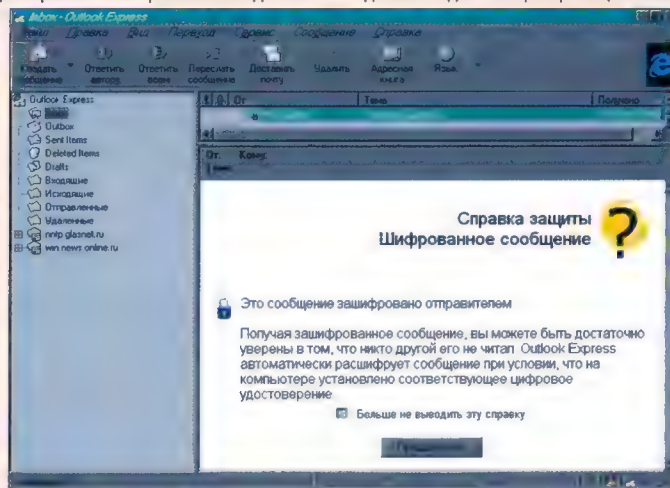 Inbox - Outlook Express
Правка Вид Переход Сервис Сообщение Справка
Создать сообщение
Ответить автору
Ответить всем
Переслать сообщение
Доставить почту
Удалить
Адресная книга
Язык
Outlook Express
От
Тема
Получено
Outbox
Sent Items
Deleted Items
Drafts
Входящие
Исходящие
Отправленные
Удаленные
nntp.glasnet.ru
win.news.online.ru
От: Кому:
Справка защиты
Шифрованное сообщение
?
Это сообщение зашифровано отправителем
Получая зашифрованное сообщение, вы можете быть достаточно
уверены в том, что никто другой его не читал Outlook Express
автоматически расшифрует сообщение при условии, что на
компьютере установлено соответствующее цифровое
удостоверение
Больше не выводить эту справку